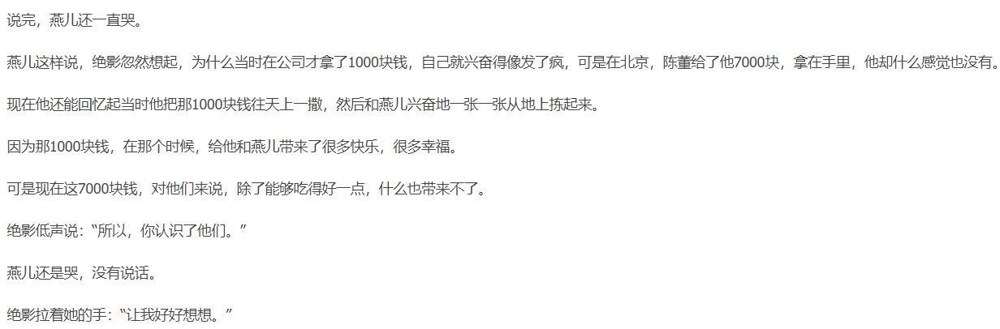 说完，燕儿还一直哭。
燕儿这样说，绝影忽然想起，为什么当时在公司才拿了1000块钱，自己就兴奋得像发了疯，可是在北京，陈董给了他7000块，拿在手里，他却什么感觉也没有。
现在他还能回忆起当时他把那1000块钱往天上一撒，然后和燕儿兴奋地一张一张从地上拣起来。
因为那1000块钱，在那个时候，给他和燕儿带来了很多快乐，很多幸福。
可是现在这7000块钱，对他们来说，除了能够吃得好一点，什么也带来不了。
绝影低声说：“所以，你认识了他们。”
燕儿还是哭，没有说话。
绝影拉着她的手：“让我好好想想。”